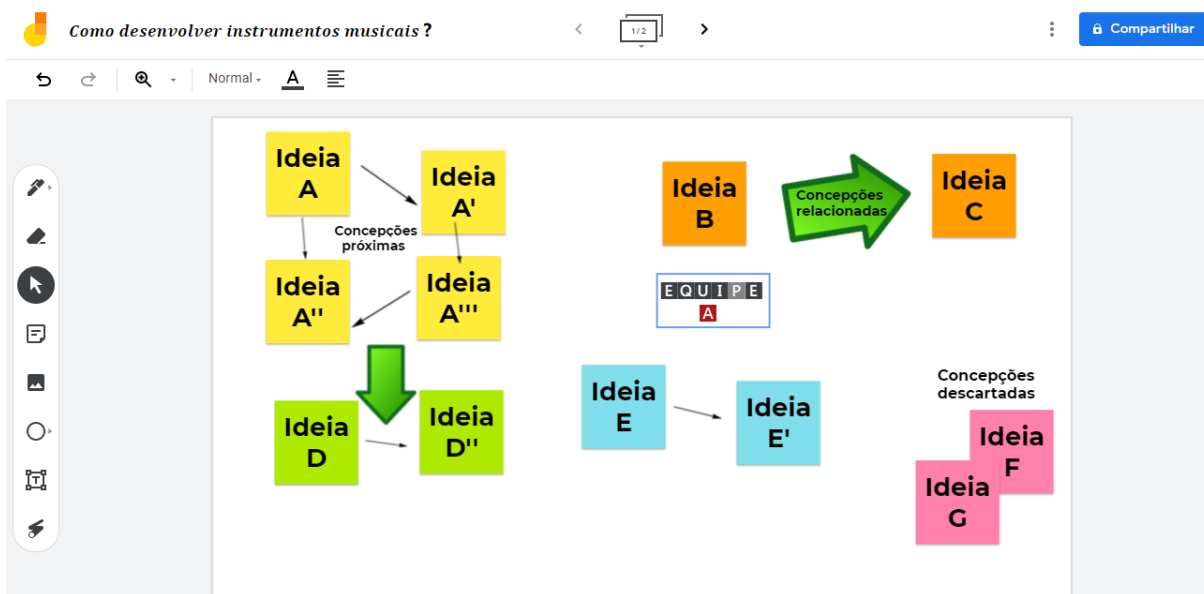 Como desenvolver instrumentos musicais ?
1/2
Compartilhar
Normal
A
Ideia
A
Ideia
A'
Concepções
próximas
Ideia
A''
Ideia
A'''
Ideia
D
Ideia
D''
Ideia
B
Concepções
relacionadas
Ideia
C
EQUIPE
A
Ideia
E
Ideia
E'
Concepções
descartadas
Ideia
F
Ideia
G
T